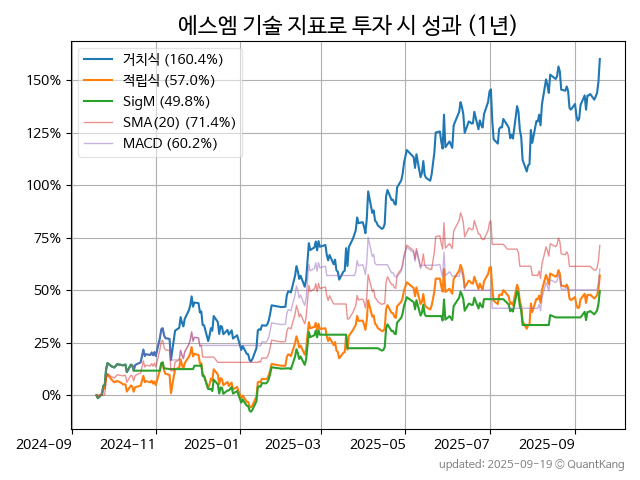 에스엠 기술 지표로 투자 시 성과 (1년)
거치식 (160.4%)
적립식 (57.0%)
SigM (49.8%)
SMA(20) (71.4%)
MACD (60.2%)
150%
125%
100%
75%
50%
25%
0%
2024-09 2024-11 2025-01 2025-03 2025-05 2025-07 2025-09
updated: 2025-09-19 ⓒ QuantKang